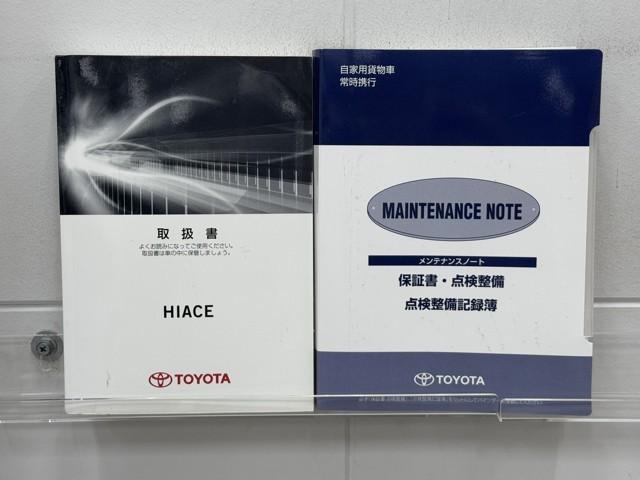 取扱書
よくお読みになってご使用ください。
取扱書は車の中に保管しましょう。
HIACE
TOYOTA
自家用貨物車
常時携行
MAINTENANCE NOTE
メンテナンスノート
保証書・点検整備
点検整備記録簿
TOYOTA